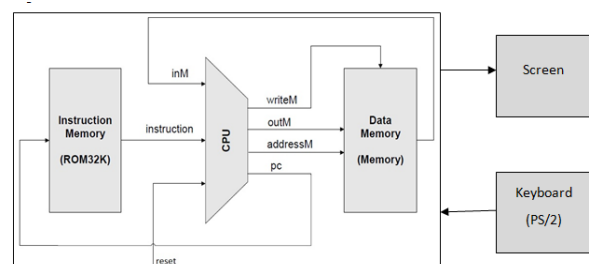 inM
Instruction
Memory
(ROM32K)
instruction
CPU
writeM
outM
addressM
pc
Data
Memory
(Memory)
reset
Screen
Keyboard
(PS/2)